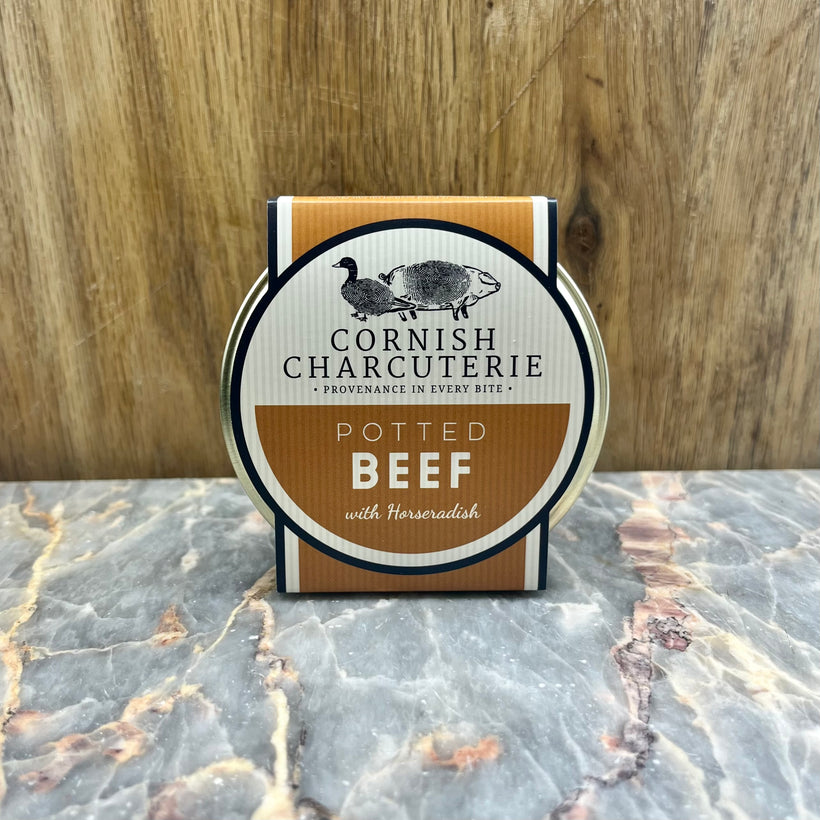 CORNISH
CHARCUTERIE
• PROVENANCE IN EVERY BITE •
POTTED
BEEF
with Horseradish